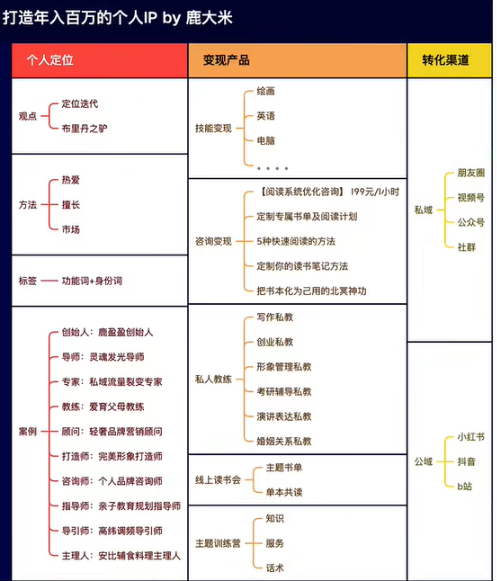 打造年入百万的个人IP by 鹿大米
个人定位
观点
定位迭代
布里丹之驴
方法
热爱
擅长
市场
标签
功能词+身份词
案例
创始人：鹿盈盈创始人
导师：灵魂发光导师
专家：私域流量裂变专家
教练：爱育父母教练
顾问：轻奢品牌营销顾问
打造师：完美形象打造师
咨询师：个人品牌咨询师
指导师：亲子教育规划指导师
导引师：高纬调频导引师
主理人：安比辅食料理主理人
变现产品
技能变现
绘画
英语
电脑
。。。。
咨询变现
【阅读系统优化咨询】 199元/1小时
定制专属书单及阅读计划
5种快速阅读的方法
定制你的读书笔记方法
把书本化为己用的北冥神功
私人教练
写作私教
创业私教
形象管理私教
考研辅导私教
演讲表达私教
婚姻关系私教
线上读书会
主题书单
单本共读
主题训练营
知识
服务
话术
转化渠道
私域
朋友圈
视频号
公众号
社群
公域
小红书
抖音
b站